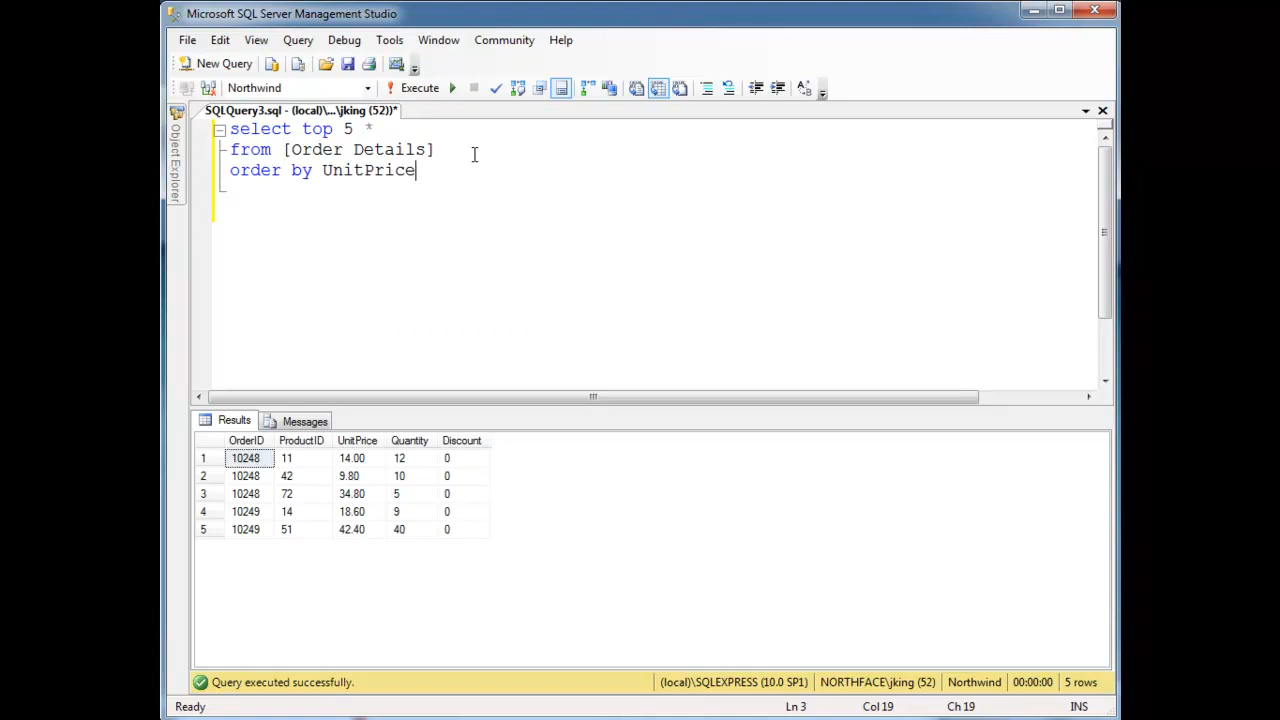 Microsoft SQL Server Management Studio
File Edit View Query Debug Tools Window Community Help
New Query
Northwind Execute
SQLQuery3.sql - (local)\...\jking (52))*
Object Explorer
select top 5 *
from [Order Details]
order by UnitPrice
Results Messages
OrderID ProductID UnitPrice Quantity Discount
1 10248 11 14.00 12 0
2 10248 42 9.80 10 0
3 10248 72 34.80 5 0
4 10249 14 18.60 9 0
5 10249 51 42.40 40 0
Query executed successfully. (local)\SQLEXPRESS (10.0 SP1) NORTHFACE\jking (52) Northwind 00:00:00 5 rows
Ready Ln 3 Col 19 Ch 19 INS